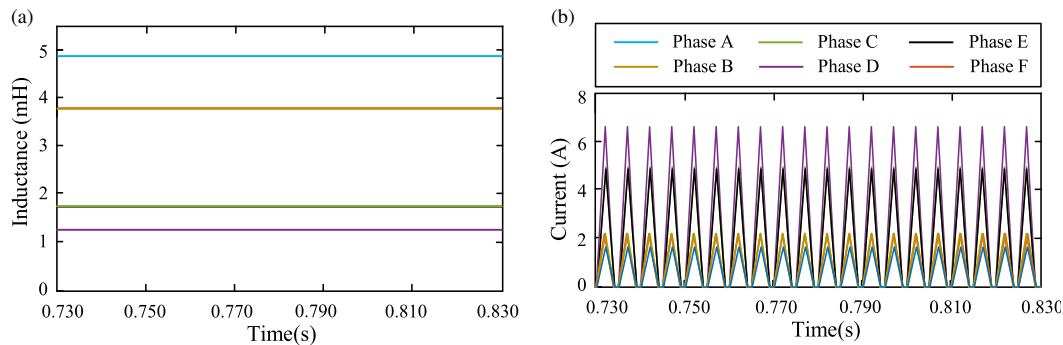 (a)
Inductance (mH)
5
4
3
2
1
0
0.730 0.750 0.770 0.790 0.810 0.830
Time(s)
(b)
Phase A Phase C Phase E
Phase B Phase D Phase F
Current (A)
8
6
4
2
0
0.730 0.750 0.770 0.790 0.810 0.830
Time(s)